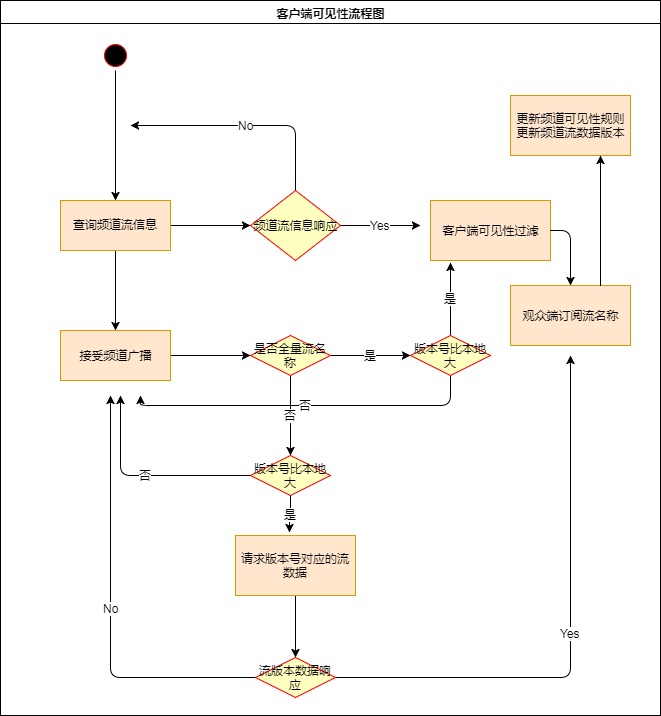 客户端可见性流程图
更新频道可见性规则
更新频道流数据版本
No
查询频道流信息
频道流信息响应
Yes
客户端可见性过滤
观众端订阅流名称
是
接受频道广播
是否全量流名
称
是
版本号比本地
大
否
否
版本号比本地
大
否
是
请求版本号对应的流
数据
No
Yes
流版本数据响
应